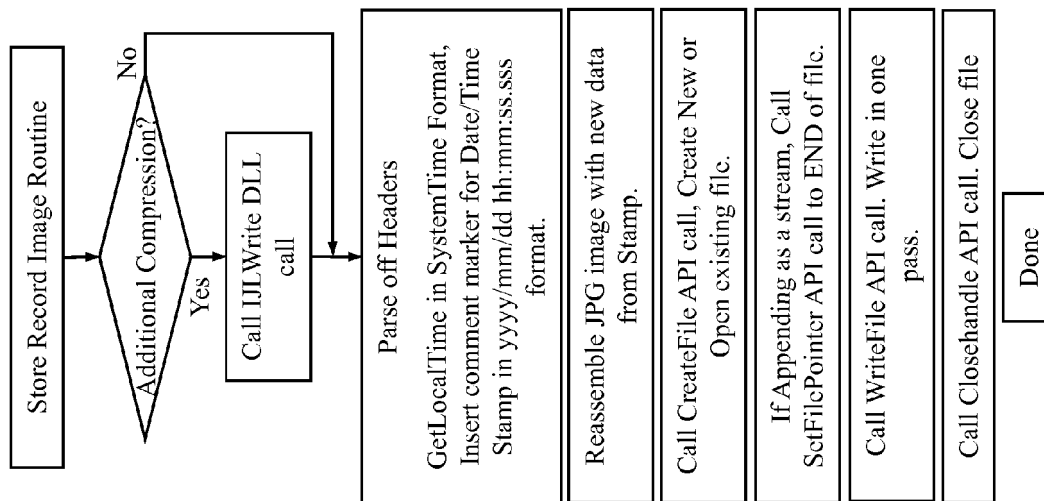 Store Record Image Routine
Additional Compression?
No
Yes
Call IJLWrite DLL
call
Parse off Headers
GetLocalTime in SystemTime Format,
Insert comment marker for Date/Time
Stamp in yyyy/mm/dd hh:mm:ss.sss
format.
Reassemble JPG image with new data
from Stamp.
Call CreateFile API call, Create New or
Open existing file.
If Appending as a stream, Call
SetFilePointer API call to END of file.
Call WriteFile API call. Write in one
pass.
Call Closehandle API call. Close file
Done